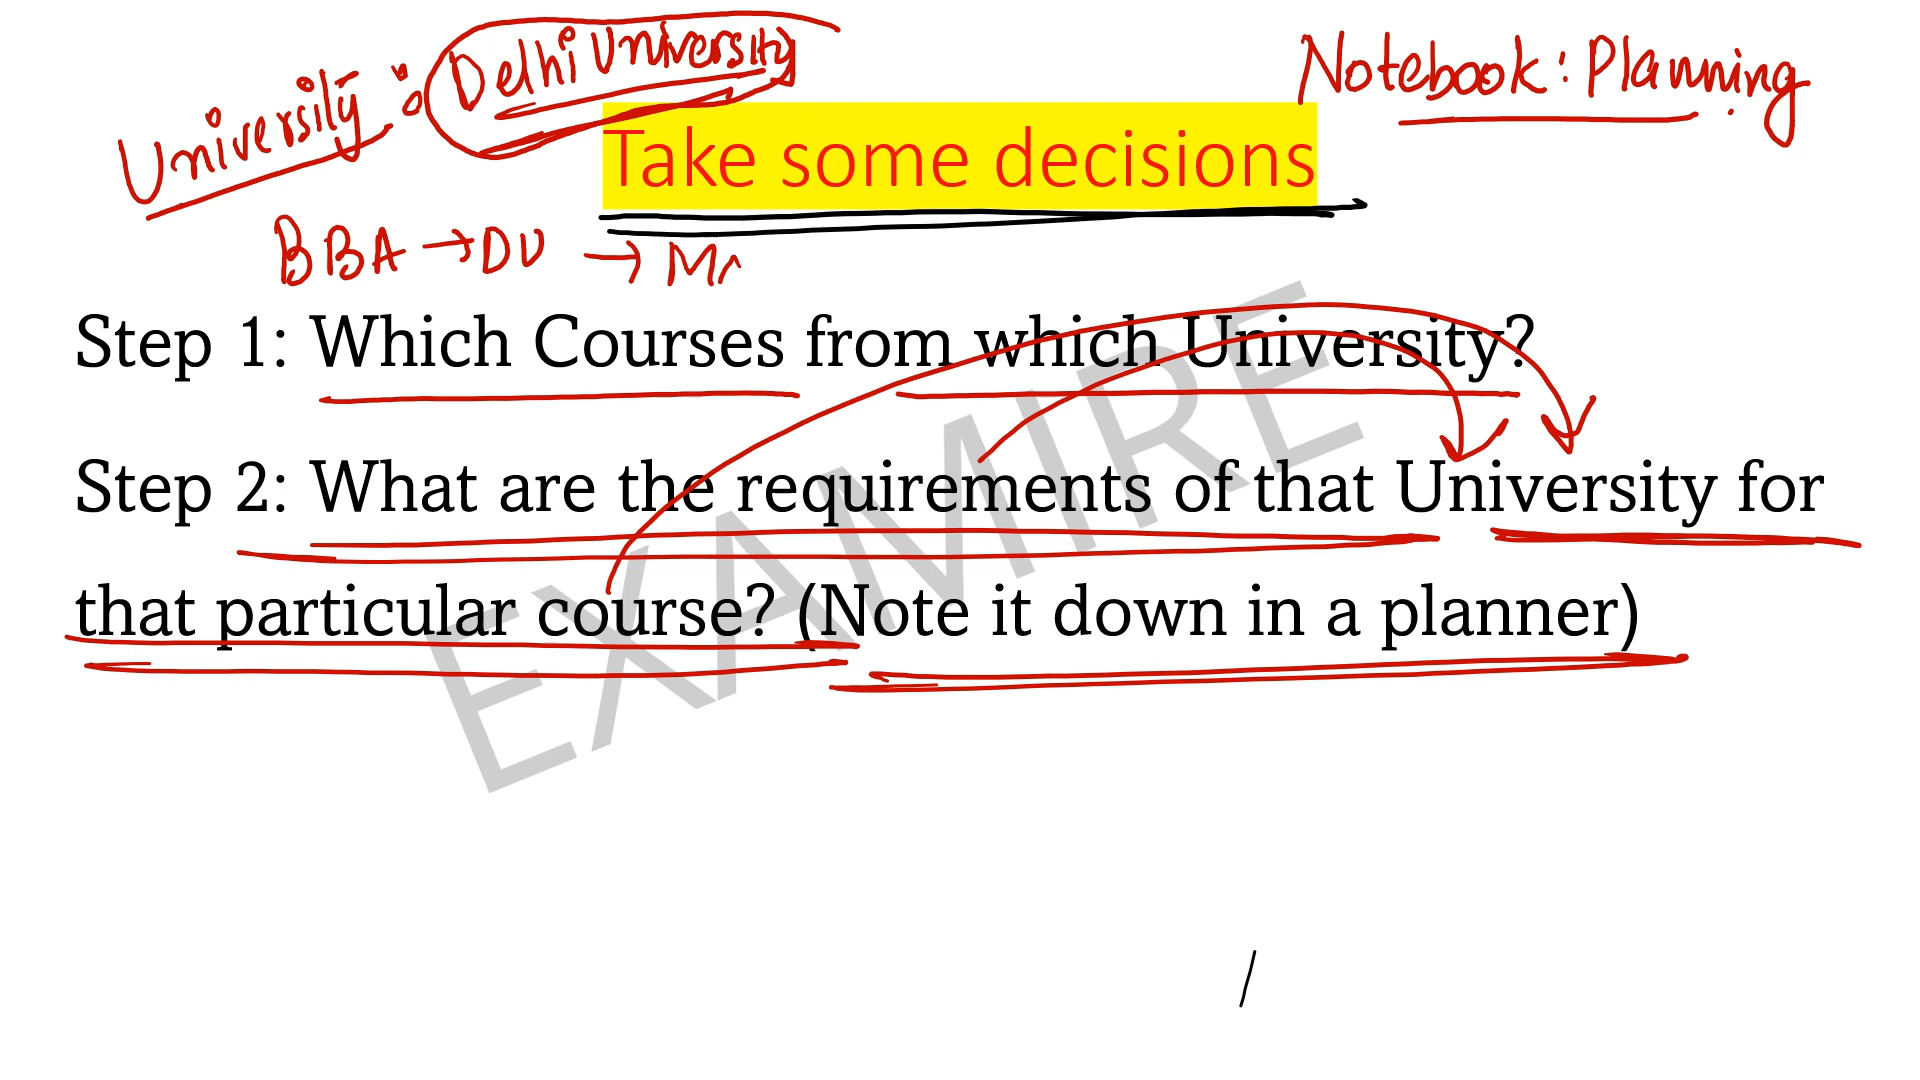 University : Delhi University
Notebook : Planning
Take some decisions
BBA → DU → Ma
Step 1: Which Courses from which University?
Step 2: What are the requirements of that University for
that particular course? (Note it down in a planner)
EXAMIRE